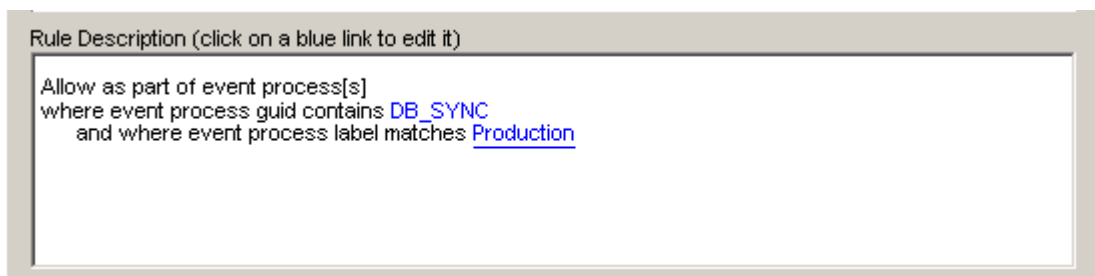 Rule Description (click on a blue link to edit it)
Allow as part of event process[s]
where event process guid contains DB_SYNC
and where event process label matches Production